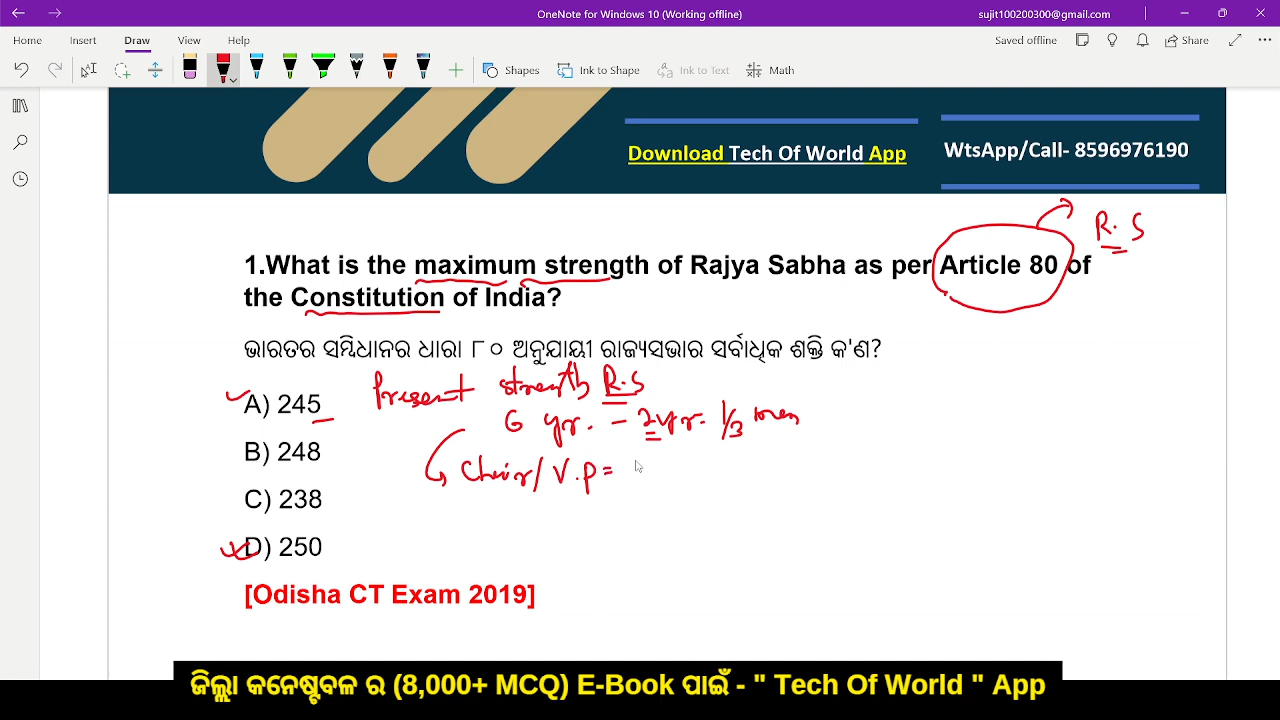 OneNote for Windows 10 (Working offline)
sujit100200300@gmail.com
Home Insert Draw View Help
Saved offline
Share
Shapes
Ink to Shape
Ink to Text
Math
Download Tech Of World App
WtsApp/Call- 8596976190
R.S
1.What is the maximum strength of Rajya Sabha as per Article 80 of
the Constitution of India?
ଭାରତର ସମ୍ବିଧାନର ଧାରା ୮୦ ଅନୁଯାୟୀ ରାଜ୍ୟସଭାର ସର୍ବାଧିକ ଶକ୍ତି କ'ଣ?
Present strength R.S
A) 245
6 yr. - 2yr. 1/3
B) 248
Chair/V.P =
C) 238
D) 250
[Odisha CT Exam 2019]
ଜିଲ୍ଲା କନେଷ୍ଟବଳ ର (8,000+ MCQ) E-Book ପାଇଁ - " Tech Of World " App